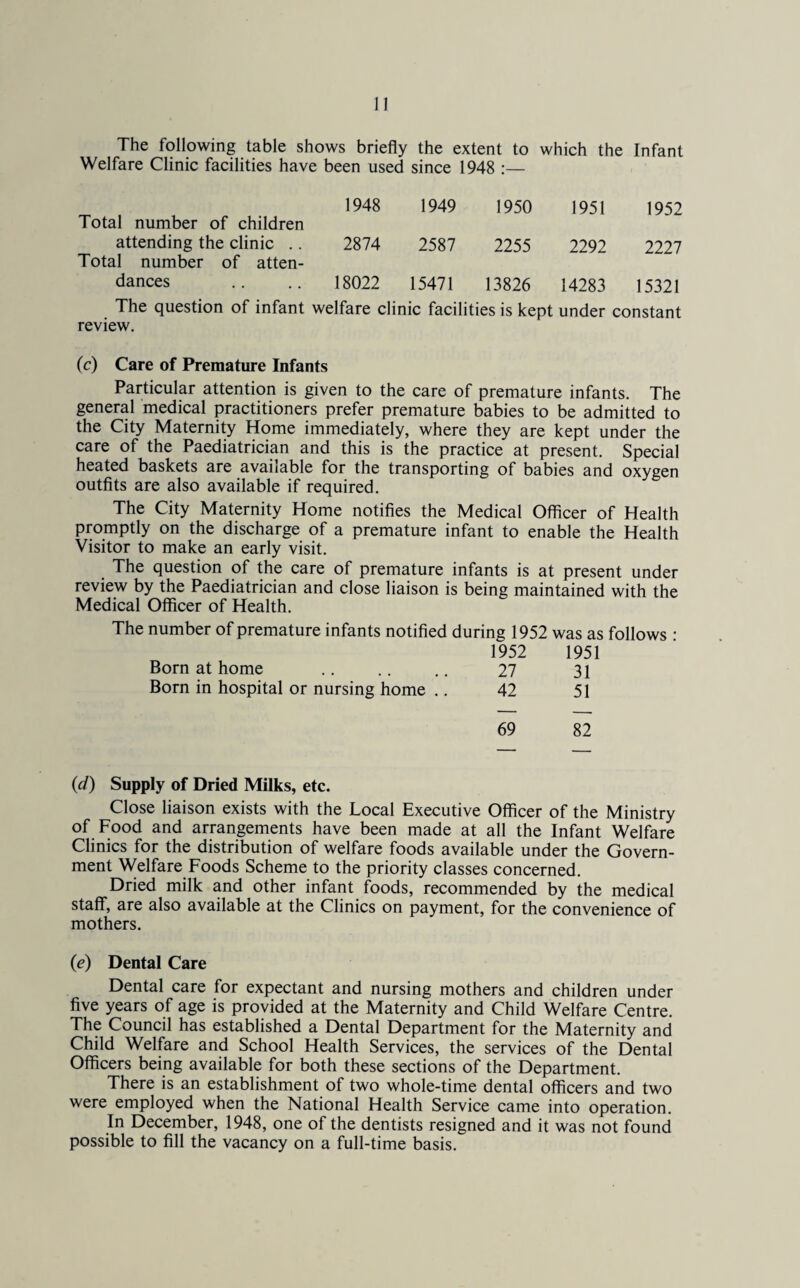 11
The following table shows briefly the extent to which the Infant
Welfare Clinic facilities have been used since 1948 :—
1948 1949 1950 1951 1952
Total number of children
attending the clinic . . 2874 2587 2255 2292 2227
Total number of atten-
dances . . . . 18022 15471 13826 14283 15321
The question of infant welfare clinic facilities is kept under constant
review.
(c) Care of Premature Infants
Particular attention is given to the care of premature infants. The
general medical practitioners prefer premature babies to be admitted to
the City Maternity Home immediately, where they are kept under the
care of the Paediatrician and this is the practice at present. Special
heated baskets are available for the transporting of babies and oxygen
outfits are also available if required.
The City Maternity Home notifies the Medical Officer of Health
promptly on the discharge of a premature infant to enable the Health
Visitor to make an early visit.
The question of the care of premature infants is at present under
review by the Paediatrician and close liaison is being maintained with the
Medical Officer of Health.
The number of premature infants notified during 1952 was as follows :
1952 1951
Born at home . . . . . . 27 31
Born in hospital or nursing home . . 42 51
— —
69 82
— —
(d) Supply of Dried Milks, etc.
Close liaison exists with the Local Executive Officer of the Ministry
of Food and arrangements have been made at all the Infant Welfare
Clinics for the distribution of welfare foods available under the Govern-
ment Welfare Foods Scheme to the priority classes concerned.
Dried milk and other infant foods, recommended by the medical
staff, are also available at the Clinics on payment, for the convenience of
mothers.
(e) Dental Care
Dental care for expectant and nursing mothers and children under
five years of age is provided at the Maternity and Child Welfare Centre.
The Council has established a Dental Department for the Maternity and
Child Welfare and School Health Services, the services of the Dental
Officers being available for both these sections of the Department.
There is an establishment of two whole-time dental officers and two
were employed when the National Health Service came into operation.
In December, 1948, one of the dentists resigned and it was not found
possible to fill the vacancy on a full-time basis.